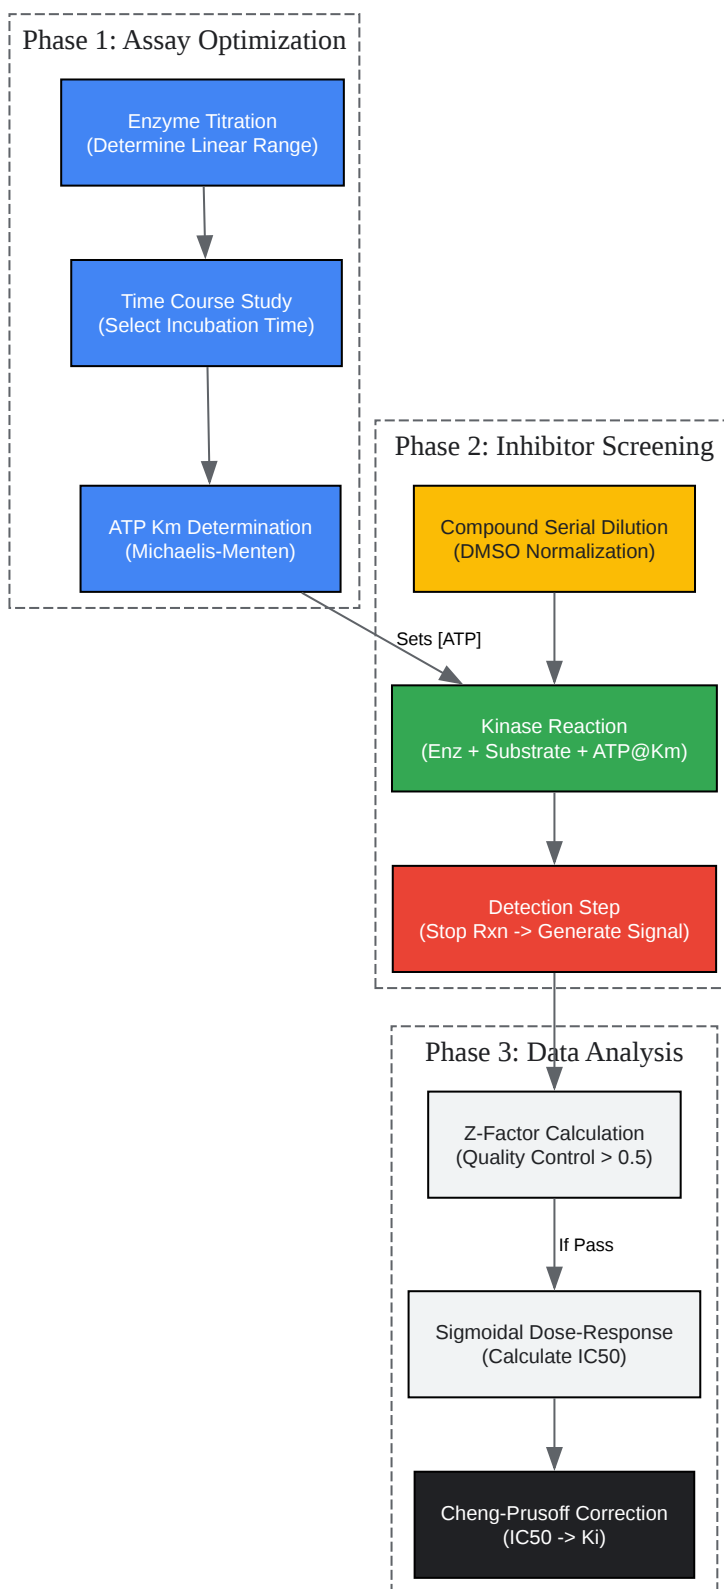 Phase 1: Assay Optimization
Enzyme Titration
(Determine Linear Range)
Time Course Study
(Select Incubation Time)
ATP Km Determination
(Michaelis-Menten)
Phase 2: Inhibitor Screening
Compound Serial Dilution
(DMSO Normalization)
Sets [ATP]
Kinase Reaction
(Enz + Substrate + ATP@Km)
Detection Step
(Stop Rxn -> Generate Signal)
Phase 3: Data Analysis
Z-Factor Calculation
(Quality Control > 0.5)
If Pass
Sigmoidal Dose-Response
(Calculate IC50)
Cheng-Prusoff Correction
(IC50 -> Ki)